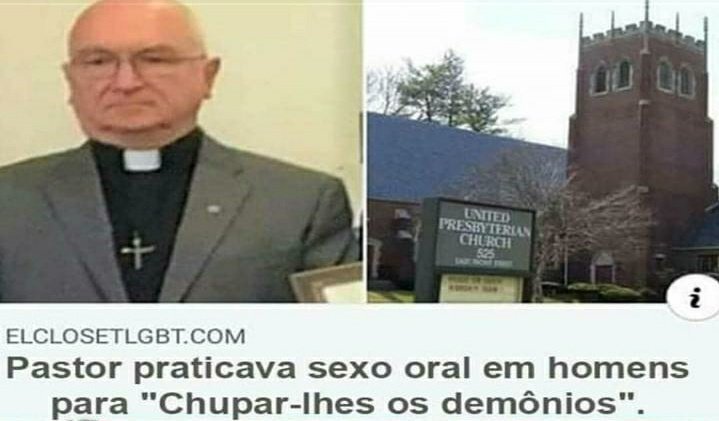 UNITED
PRESBYTERIAN
CHURCH
525
i
ELCLOSETLGBT.COM
Pastor praticava sexo oral em homens
para "Chupar-lhes os demônios".